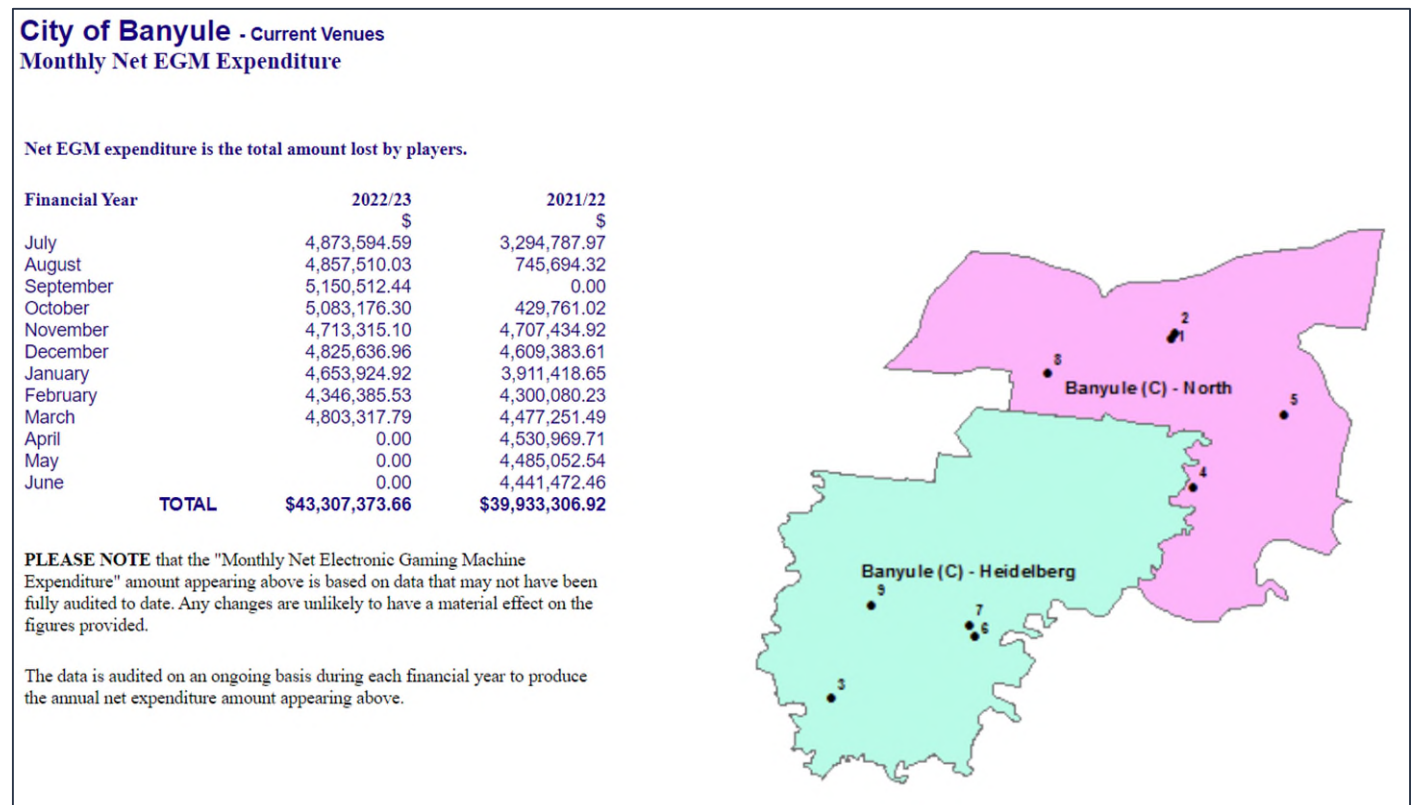 City of Banyule - Current Venues
Monthly Net EGM Expenditure
Net EGM expenditure is the total amount lost by players.
Financial Year 2022/23 2021/22
$ $
July 4,873,594.59 3,294,787.97
August 4,857,510.03 745,694.32
September 5,150,512.44 0.00
October 5,083,176.30 429,761.02
November 4,713,315.10 4,707,434.92
December 4,825,636.96 4,609,383.61
January 4,653,924.92 3,911,418.65
February 4,346,385.53 4,300,080.23
March 4,803,317.79 4,477,251.49
April 0.00 4,530,969.71
May 0.00 4,485,052.54
June 0.00 4,441,472.46
TOTAL $43,307,373.66 $39,933,306.92
PLEASE NOTE that the "Monthly Net Electronic Gaming Machine
Expenditure" amount appearing above is based on data that may not have been
fully audited to date. Any changes are unlikely to have a material effect on the
figures provided.
The data is audited on an ongoing basis during each financial year to produce
the annual net expenditure amount appearing above.
2
1
8
Banyule (C) - North
5
4
Banyule (C) - Heidelberg
9
7
6
3